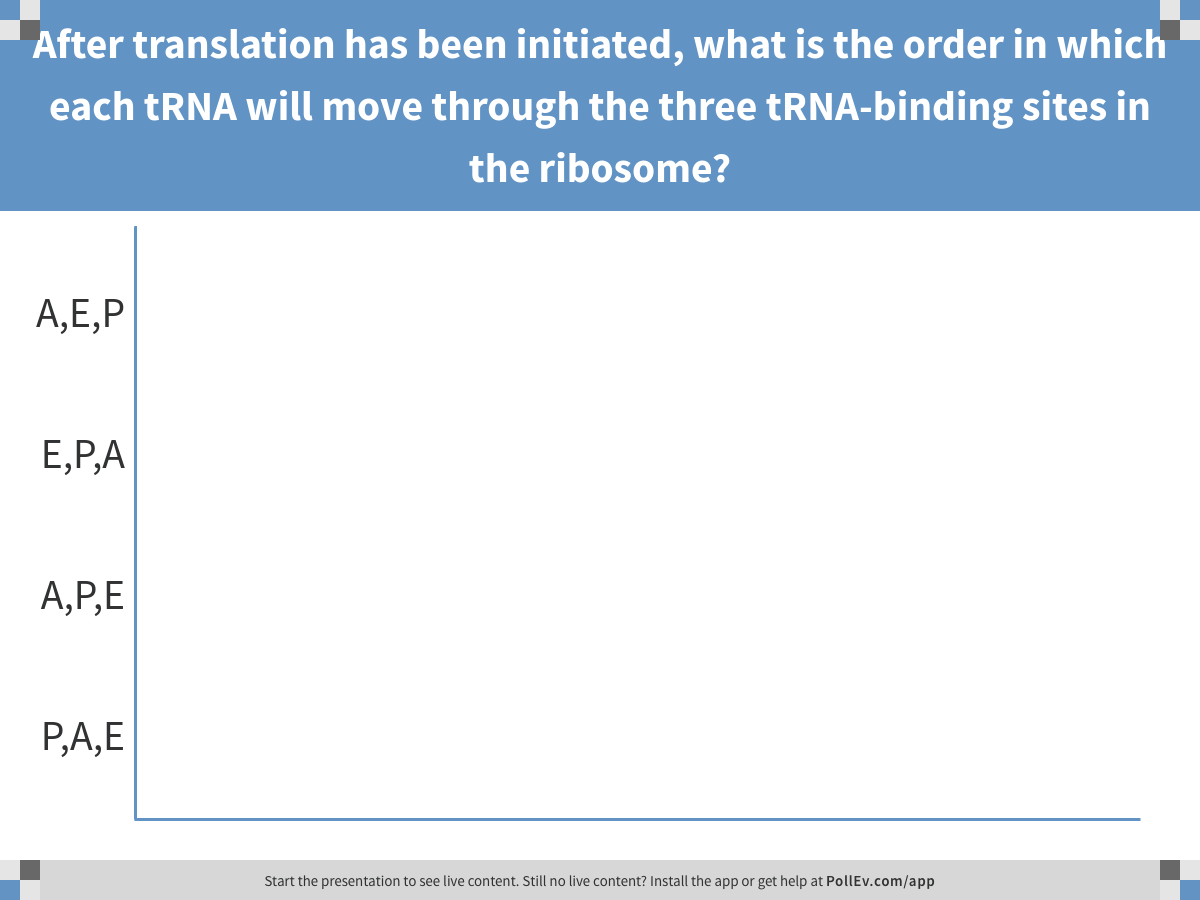 After translation has been initiated, what is the order in which
each tRNA will move through the three tRNA-binding sites in
the ribosome?
A,E,P
E,P,A
A,P,E
P,A,E
Start the presentation to see live content. Still no live content? Install the app or get help at PollEv.com/app